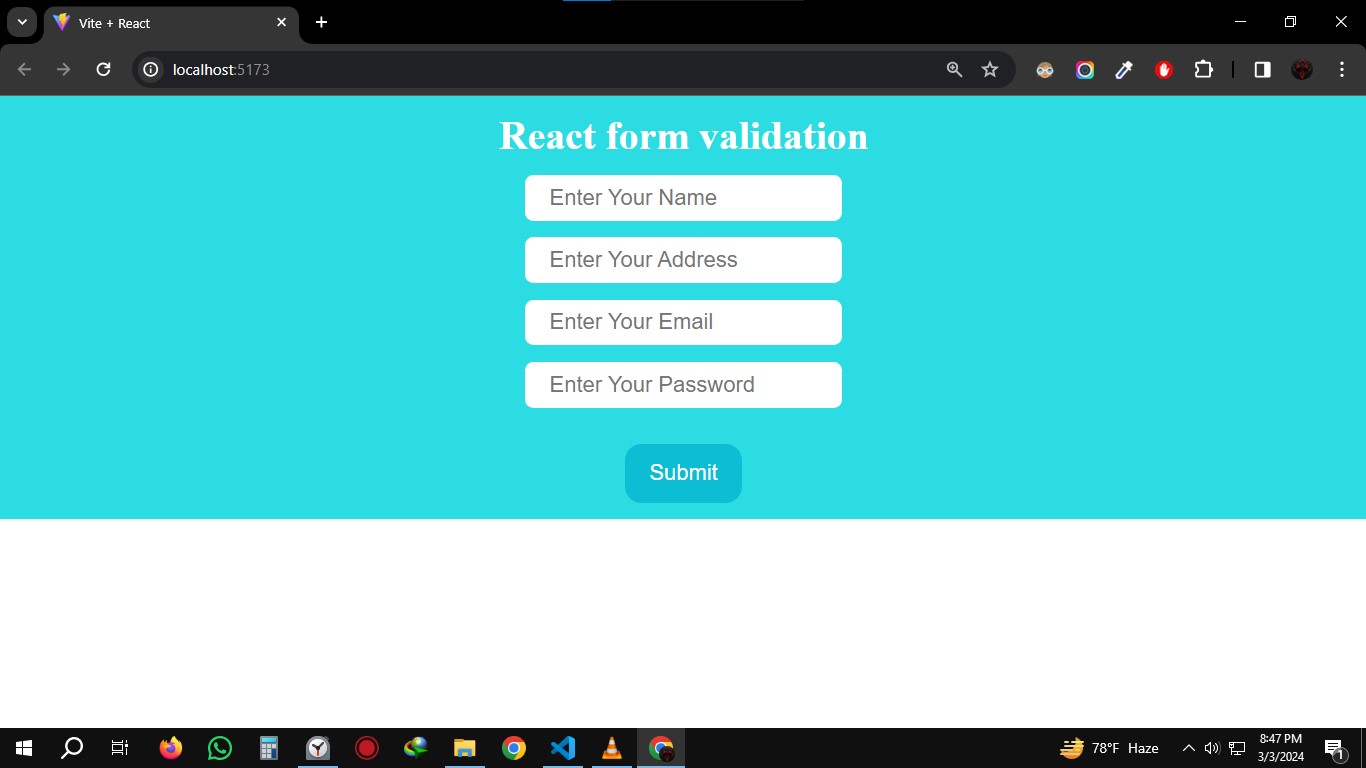 Vite + React
localhost:5173
React form validation
Enter Your Name
Enter Your Address
Enter Your Email
Enter Your Password
Submit
78°F Haze
8:47 PM
3/3/2024
1